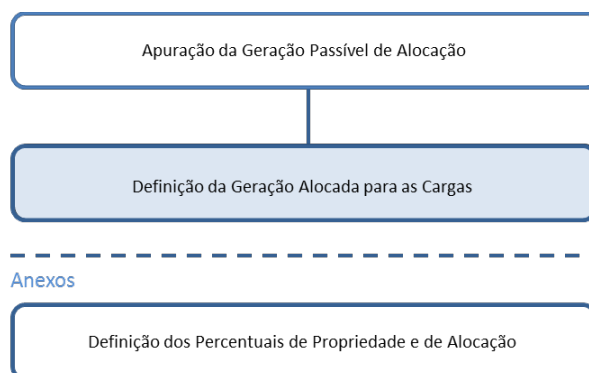 Apuração da Geração Passível de Alocação
Definição da Geração Alocada para as Cargas
Anexos
Definição dos Percentuais de Propriedade e de Alocação